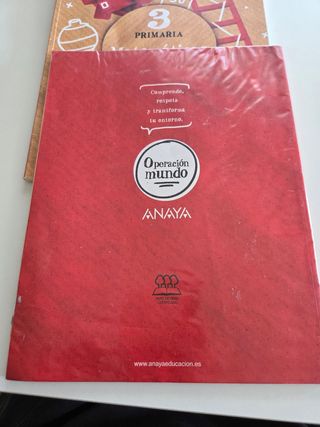 3
PRIMARIA
Comprende,
respeta
y transforma
tu entorno.
Operación
mundo
ANAYA
www.anayaeducacion.es